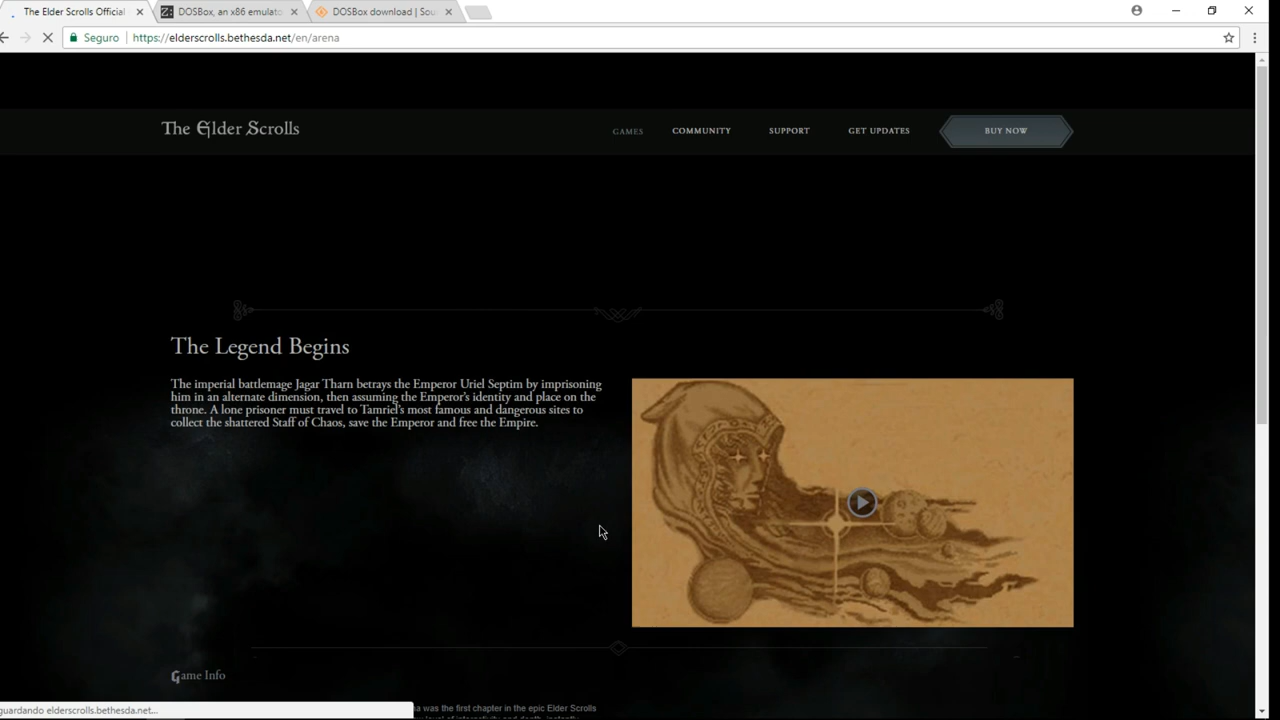 The Elder Scrolls Official
DOSBox, an x86 emulato
DOSBox download | Sou
Seguro
https://elderscrolls.bethesda.net/en/arena
The Elder Scrolls
GAMES
COMMUNITY
SUPPORT
GET UPDATES
BUY NOW
The Legend Begins
The imperial battlemage Jagar Tharn betrays the Emperor Uriel Septim by imprisoning
him in an alternate dimension, then assuming the Emperor's identity and place on the
throne. A lone prisoner must travel to Tamriel's most famous and dangerous sites to
collect the shattered Staff of Chaos, save the Emperor and free the Empire.
Game Info
na was the first chapter in the epic Elder Scrolls
guardando elderscrolls.bethesda.net...